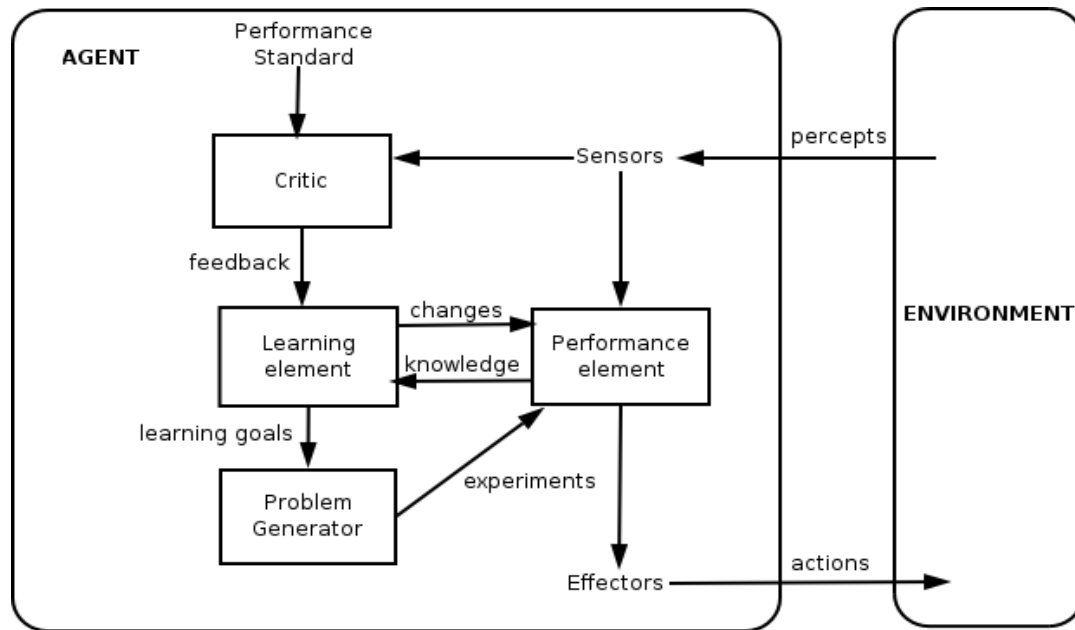 Performance
Standard
AGENT
percepts
Sensors
Critic
feedback
changes
ENVIRONMENT
Learning
element
Performance
element
knowledge
learning goals
experiments
Problem
Generator
Effectors
actions